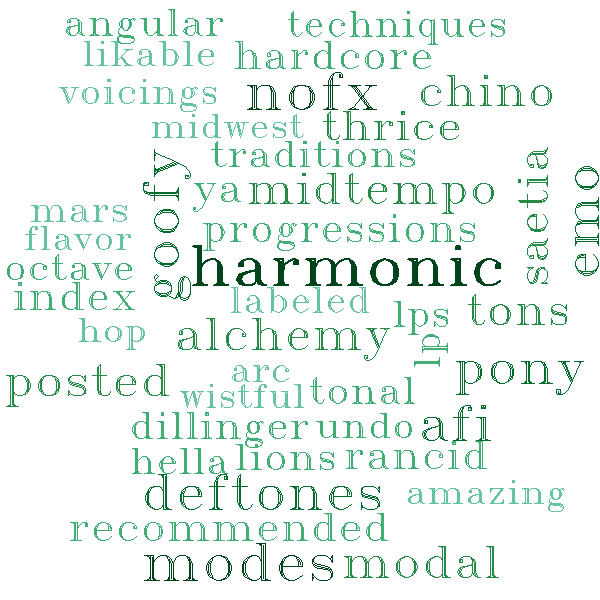 angular techniques
likable hardcore
voicings nofx chino
midwest thrice
traditions
goofy ya midtempo saetia emo
mars progressions
flavor
octave harmonic
index labeled lps tons
hop alchemy lp
posted arc pony
wistful tonal
dillinger undo afi
hella lions rancid
deftones amazing
recommended
modes modal